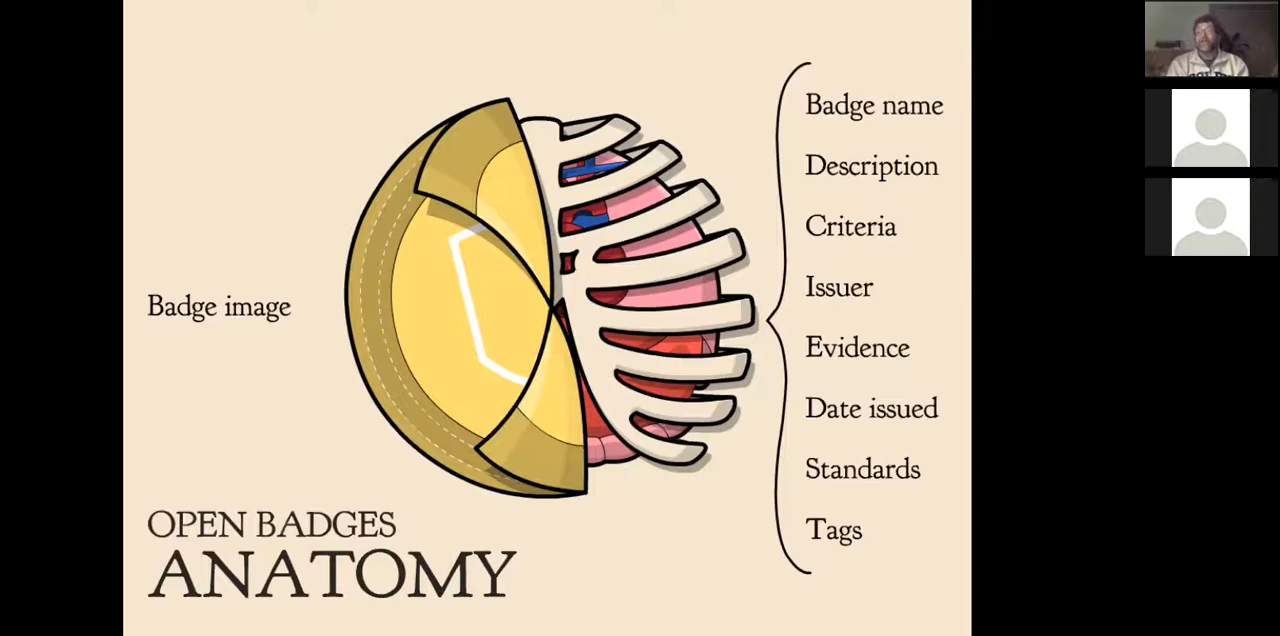 Badge image
OPEN BADGES
ANATOMY
Badge name
Description
Criteria
Issuer
Evidence
Date issued
Standards
Tags